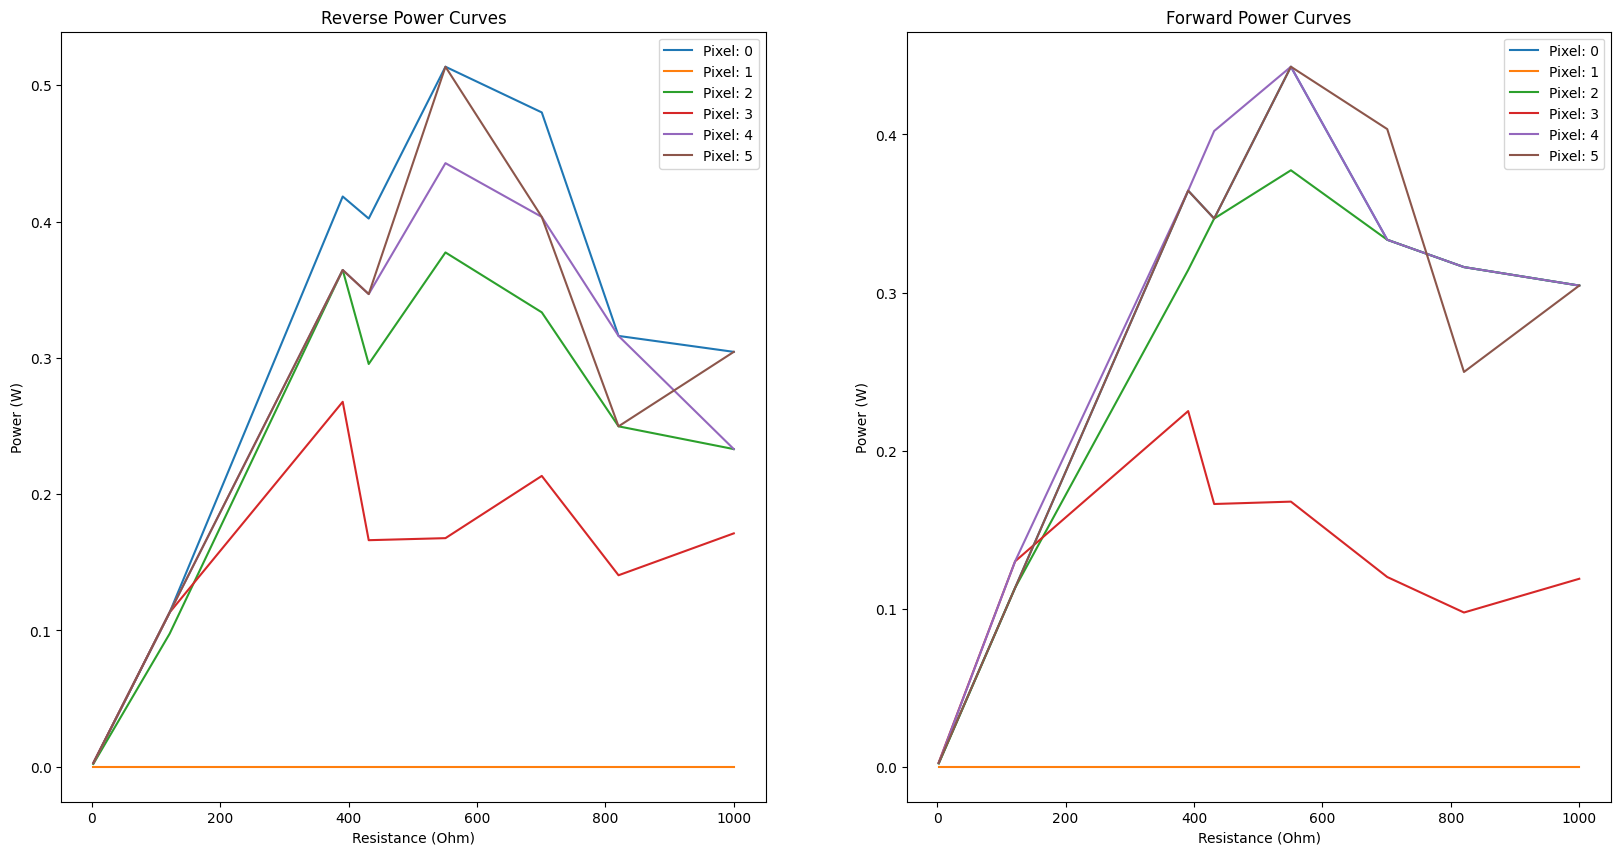 Reverse Power Curves
Power (W)
0.5
0.4
0.3
0.2
0.1
0.0
Pixel: 0
Pixel: 1
Pixel: 2
Pixel: 3
Pixel: 4
Pixel: 5
0 200 400 600 800 1000
Resistance (Ohm)
Forward Power Curves
Power (W)
0.4
0.3
0.2
0.1
0.0
Pixel: 0
Pixel: 1
Pixel: 2
Pixel: 3
Pixel: 4
Pixel: 5
0 200 400 600 800 1000
Resistance (Ohm)